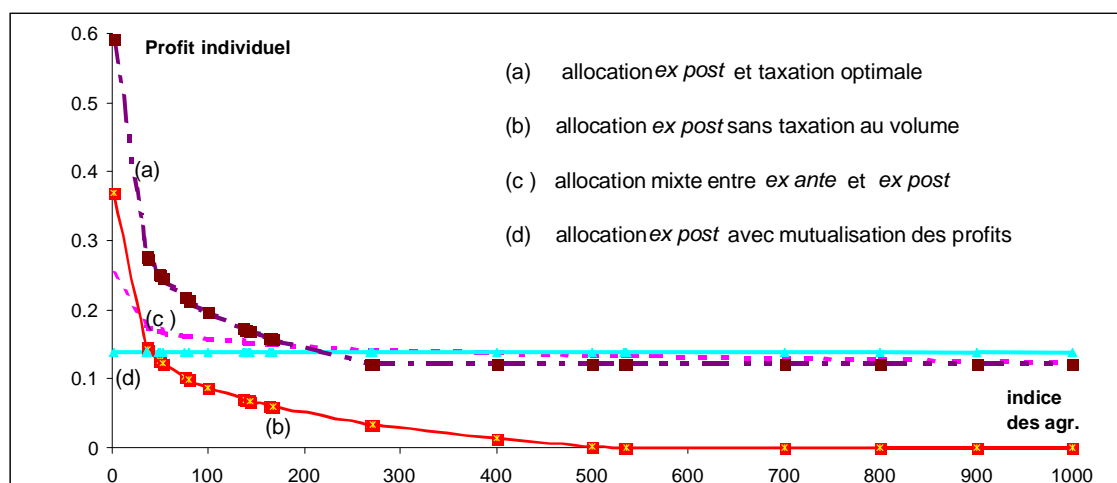 0.6
Profit individuel
0.5
0.4
0.3
0.2
0.1
0
(a) allocation ex post et taxation optimale
(b) allocation ex post sans taxation au volume
(c ) allocation mixte entre ex ante et ex post
(d) allocation ex post avec mutualisation des profits
(a)
(c )
(d)
(b)
indice
des agr.
0 100 200 300 400 500 600 700 800 900 1000